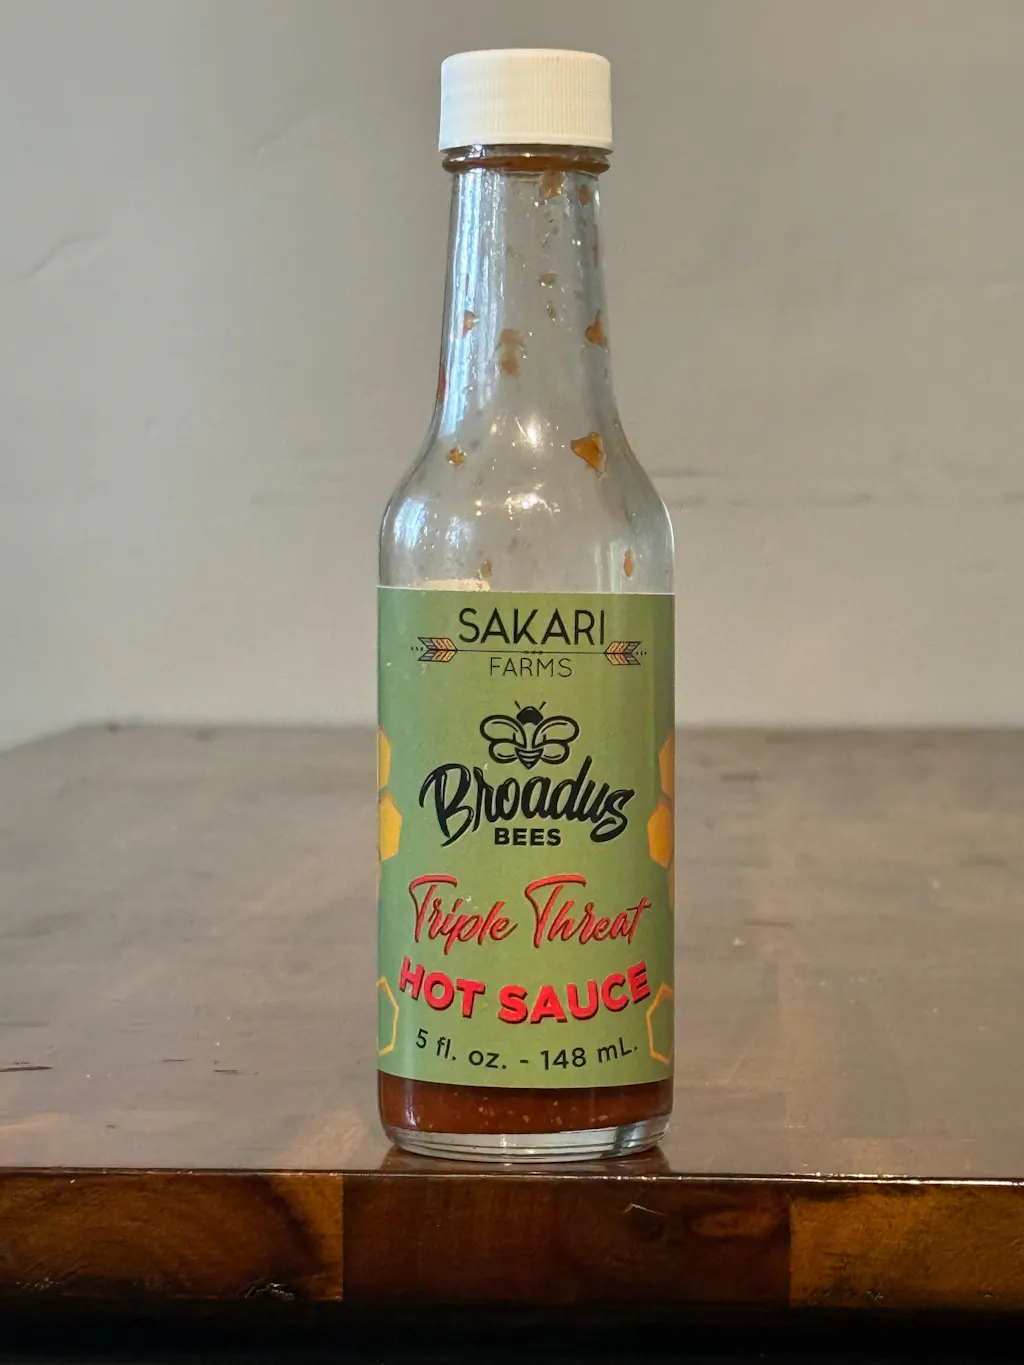 SAKARI
FARMS
Broadus
BEES
Triple Threat
HOT SAUCE
5 fl. oz. - 148 mL.